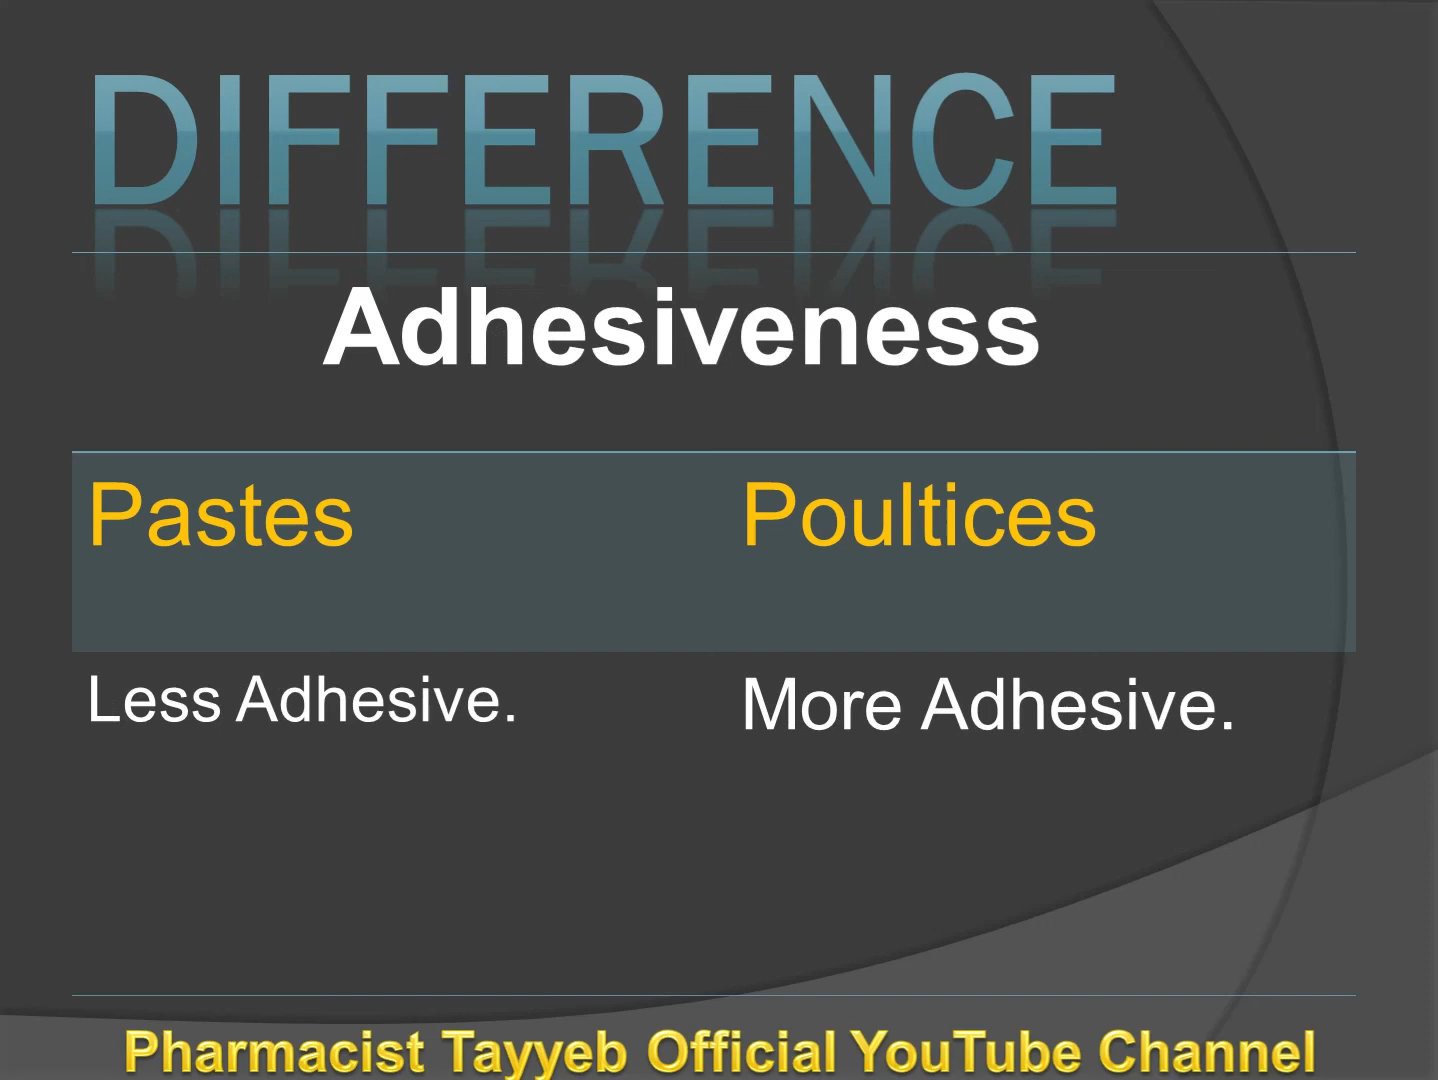 DIFFERENCE
Adhesiveness
Pastes Poultices
Less Adhesive. More Adhesive.
Pharmacist Tayyeb Official YouTube Channel